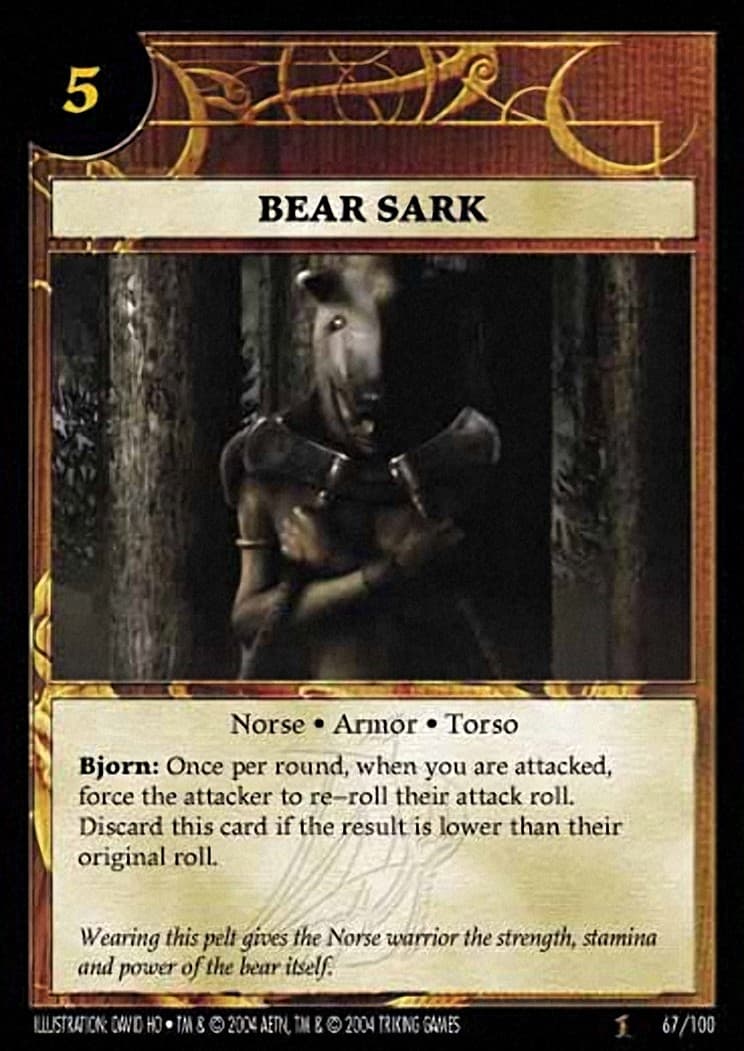 5
BEAR SARK
Norse • Armor • Torso
Bjorn: Once per round, when you are attacked,
force the attacker to re-roll their attack roll.
Discard this card if the result is lower than their
original roll.
Wearing this pelt gives the Norse warrior the strength, stamina
and power of the bear itself.
ILLUSTRATION: DAVID HO • TM & © 2004 AETN, TM & © 2004 TRIKING GAMES 67/100